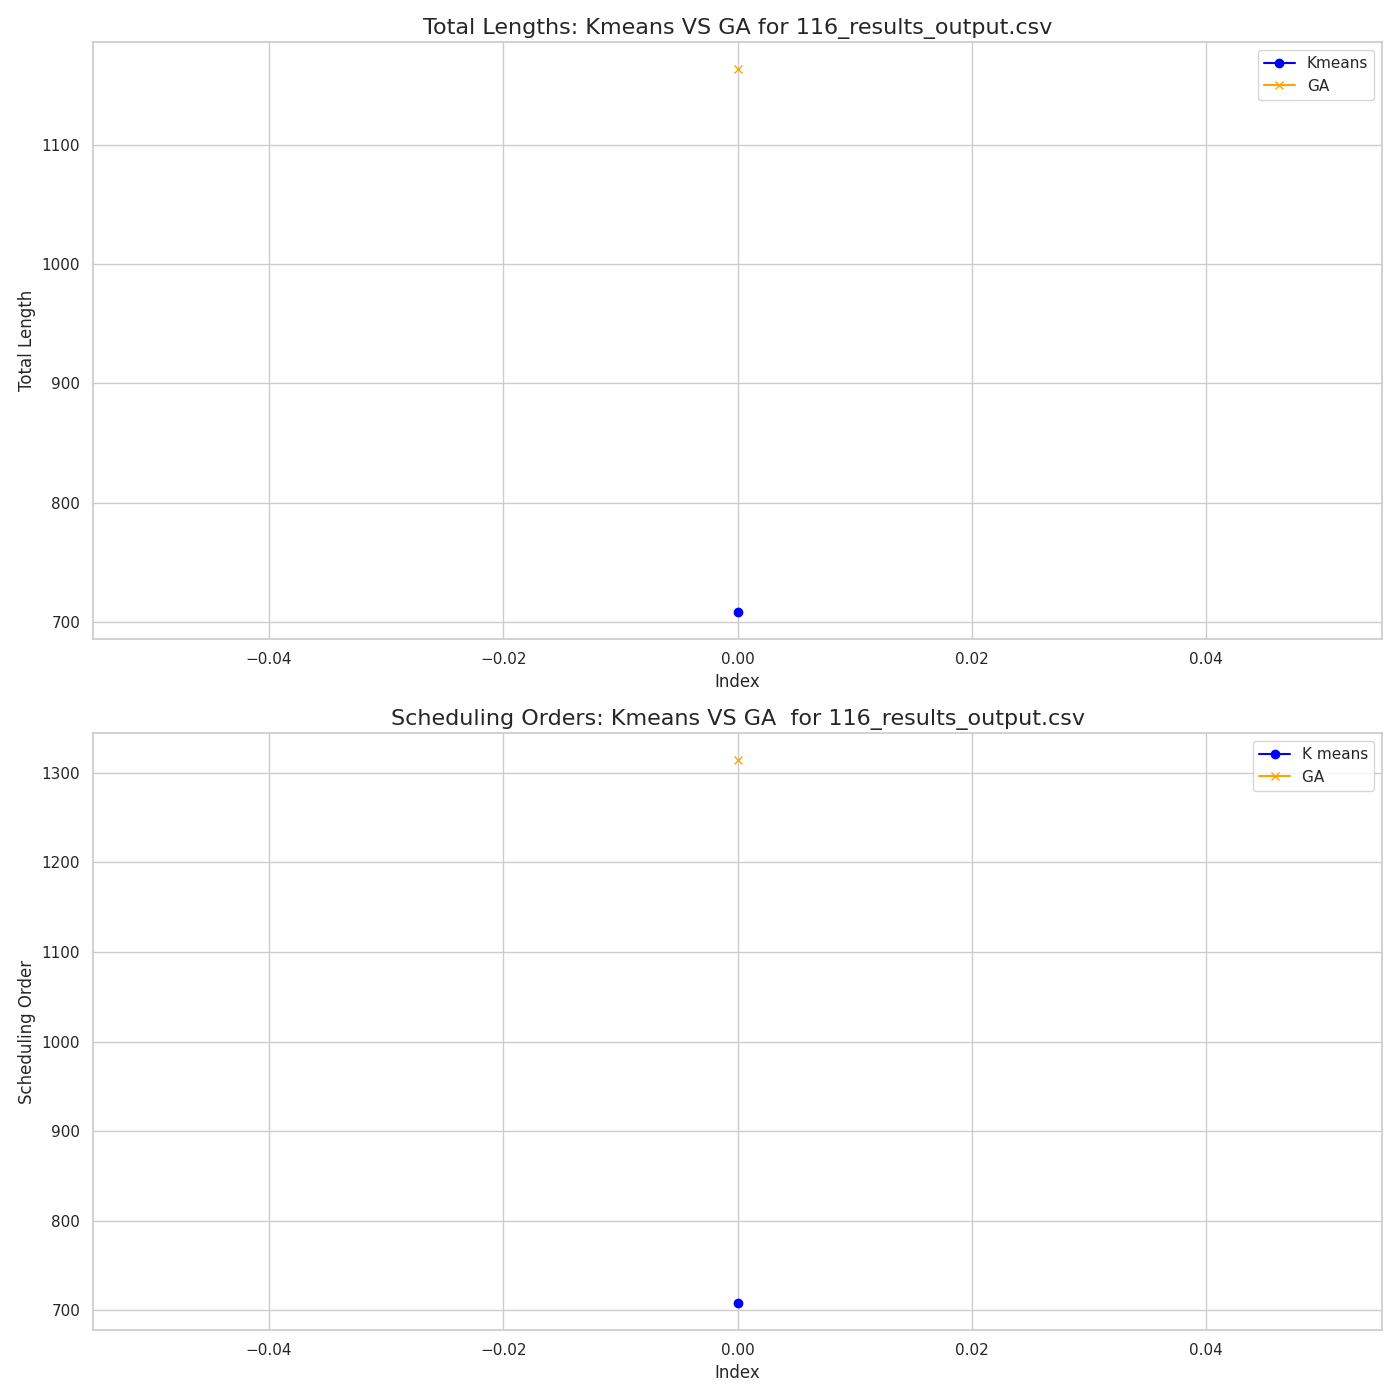 Total Lengths: Kmeans VS GA for 116_results_output.csv
Kmeans
GA
1100
1000
900
800
700
Total Length
−0.04
−0.02
0.00
0.02
0.04
Index
Scheduling Orders: Kmeans VS GA  for 116_results_output.csv
K means
GA
1300
1200
1100
1000
900
800
700
Scheduling Order
−0.04
−0.02
0.00
0.02
0.04
Index